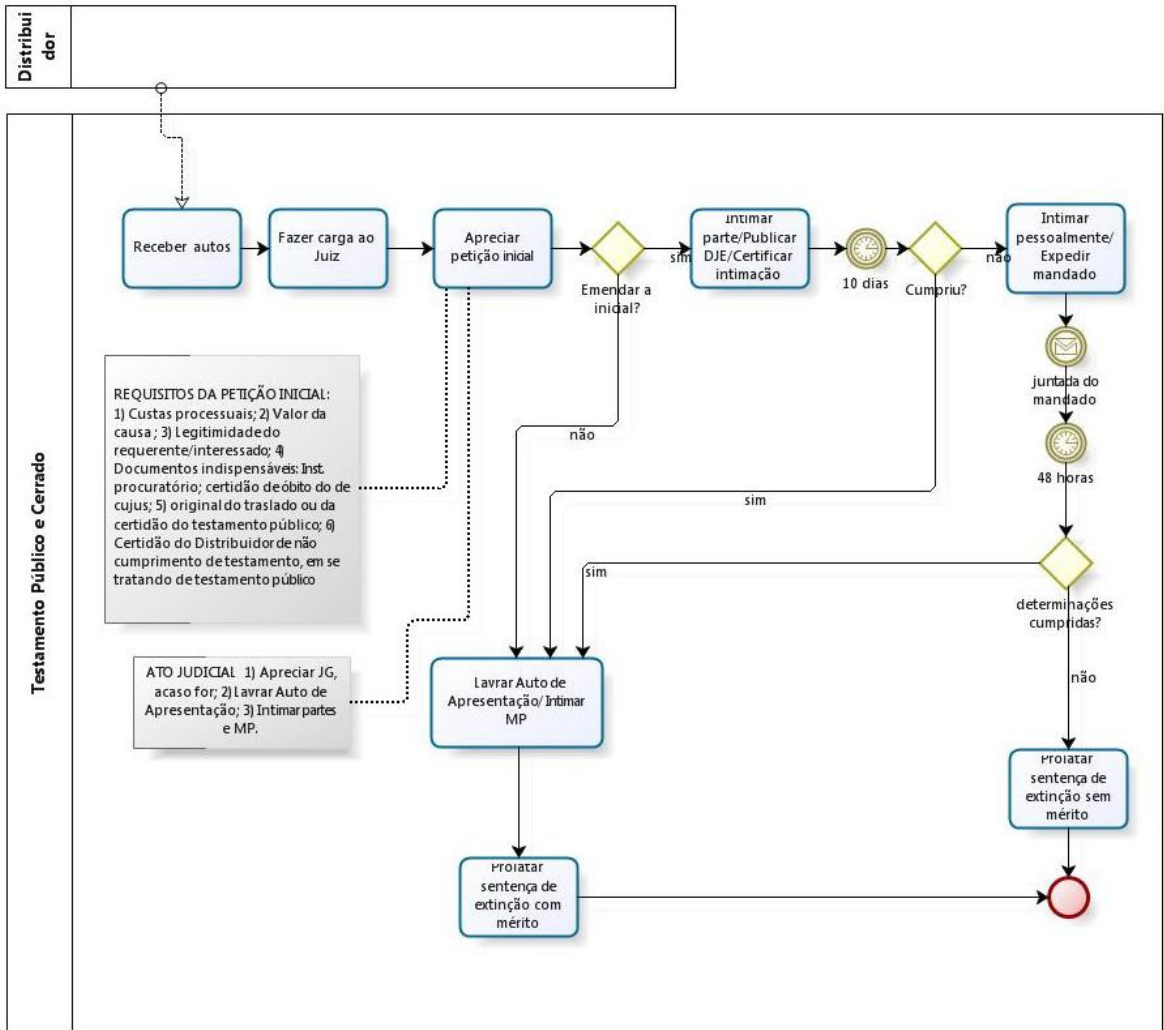 Distribui
dor
Testamento Público e Cerrado
Receber autos
Fazer carga ao
Juiz
Apreciar
petição inicial
Emendar a
inicial?
sim
não
Intimar
parte/Publicar
DJE/Certificar
intimação
10 dias
Cumpriu?
não
sim
Intimar
pessoalmente/
Expedir
mandado
juntada do
mandado
48 horas
determinações
cumpridas?
sim
não
REQUISITOS DA PETIÇÃO INICIAL:
1) Custas processuais; 2) Valor da
causa ; 3) Legitimidade do
requerente/interessado; 4)
Documentos indispensáveis: Inst.
procuratório; certidão de óbito do de
cujus; 5) original do traslado ou da
certidão do testamento público; 6)
Certidão do Distribuidor de não
cumprimento de testamento, em se
tratando de testamento público
ATO JUDICIAL 1) Apreciar JG,
acaso for; 2) Lavrar Auto de
Apresentação; 3) Intimar partes
e MP.
Lavrar Auto de
Apresentação/ Intimar
MP
Prolatar
sentença de
extinção sem
mérito
Prolatar
sentença de
extinção com
mérito